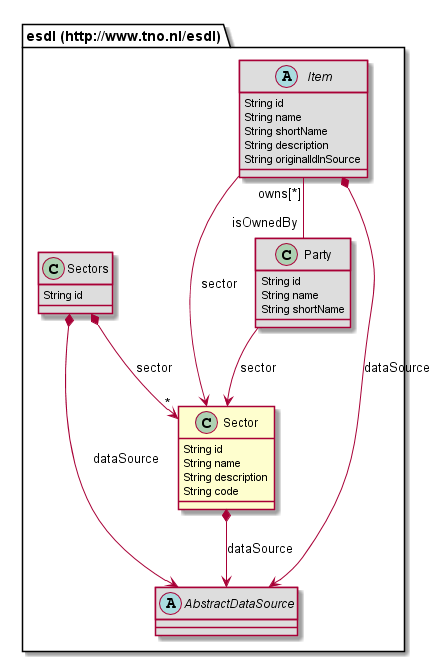 esdl (http://www.tno.nl/esdl)
A Item
String id
String name
String shortName
String description
String originalIdInSource
owns[*]
isOwnedBy
C Sectors
String id
C Party
String id
String name
String shortName
sector
sector
sector
dataSource
*
C Sector
String id
String name
String description
String code
dataSource
dataSource
A AbstractDataSource